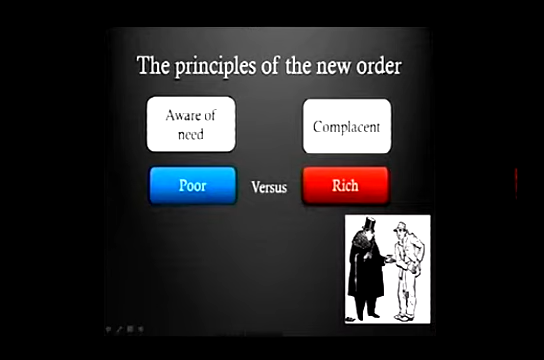 The principles of the new order
Aware of
need
Complacent
Poor
Versus
Rich